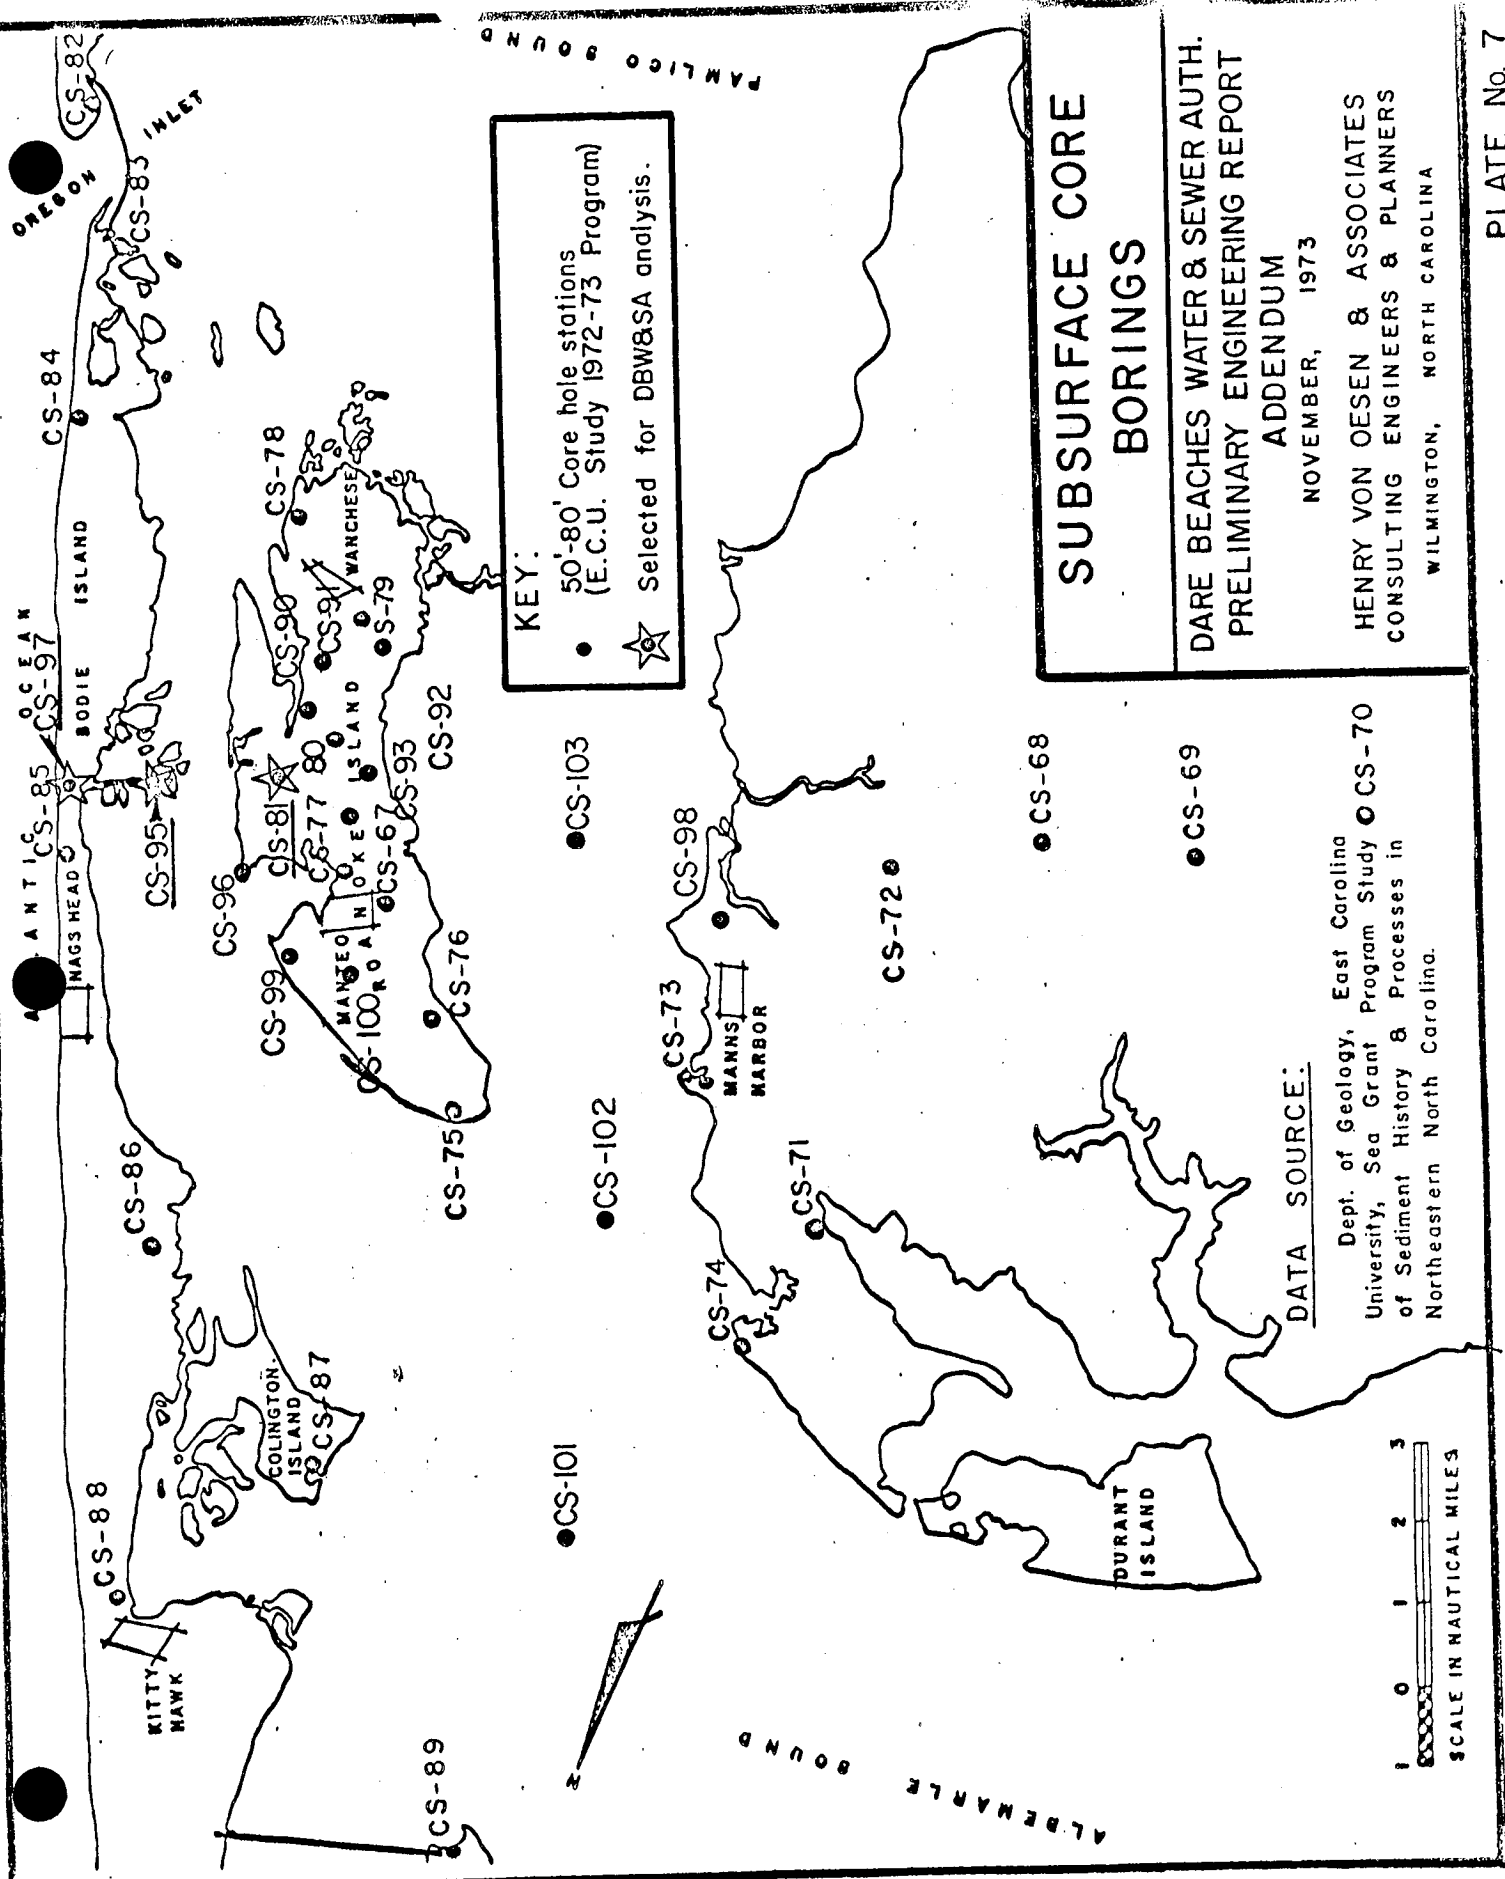 ATLANTIC OCEAN
OREGON INLET
PAMLICO SOUND
ALBEMARLE SOUND
BODIE ISLAND
NAGS HEAD
KITTY HAWK
COLINGTON ISLAND
ROANOKE ISLAND
MANTEO
WANCHESE
MANNS HARBOR
DURANT ISLAND
CS-82
CS-83
CS-84
CS-97
CS-85
CS-95
CS-86
CS-88
CS-87
CS-89
CS-78
CS-90
CS-91
S-79
80
CS-81
CS-77
CS-96
CS-67
CS-93
CS-92
CS-99
CS-100
CS-76
CS-75
CS-103
CS-102
CS-101
CS-98
CS-73
CS-74
CS-71
CS-72
CS-68
CS-69
CS-70
N
KEY:
50'-80' Core hole stations
(E.C.U. Study 1972-73 Program)
Selected for DBW&SA analysis.
DATA SOURCE:
Dept. of Geology, East Carolina
University, Sea Grant Program Study
of Sediment History & Processes in
Northeastern North Carolina.
1 0 1 2 3
SCALE IN NAUTICAL MILES
SUBSURFACE CORE
BORINGS
DARE BEACHES WATER & SEWER AUTH.
PRELIMINARY ENGINEERING REPORT
ADDENDUM
NOVEMBER, 1973
HENRY VON OESEN & ASSOCIATES
CONSULTING ENGINEERS & PLANNERS
WILMINGTON, NORTH CAROLINA
PLATE No. 7